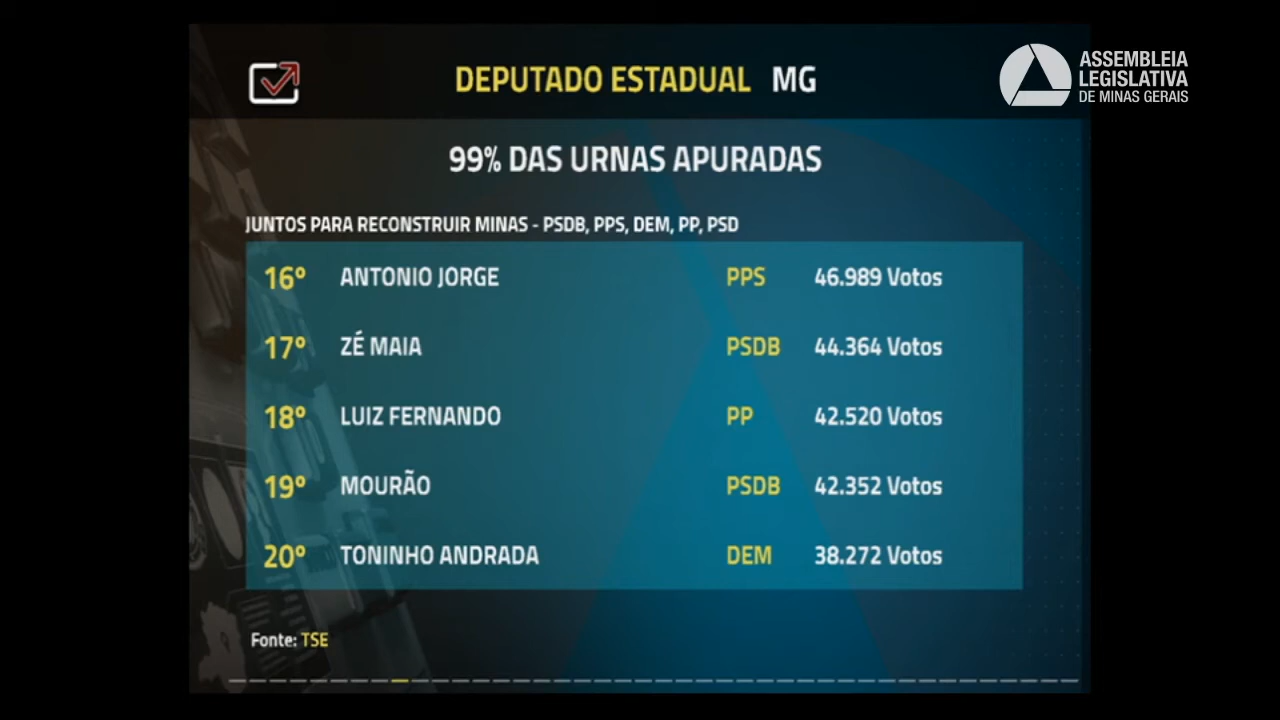 DEPUTADO ESTADUAL MG
ASSEMBLEIA
LEGISLATIVA
DE MINAS GERAIS
99% DAS URNAS APURADAS
JUNTOS PARA RECONSTRUIR MINAS - PSDB, PPS, DEM, PP, PSD
16º ANTONIO JORGE PPS 46.989 Votos
17º ZÉ MAIA PSDB 44.364 Votos
18º LUIZ FERNANDO PP 42.520 Votos
19º MOURÃO PSDB 42.352 Votos
20º TONINHO ANDRADA DEM 38.272 Votos
Fonte: TSE